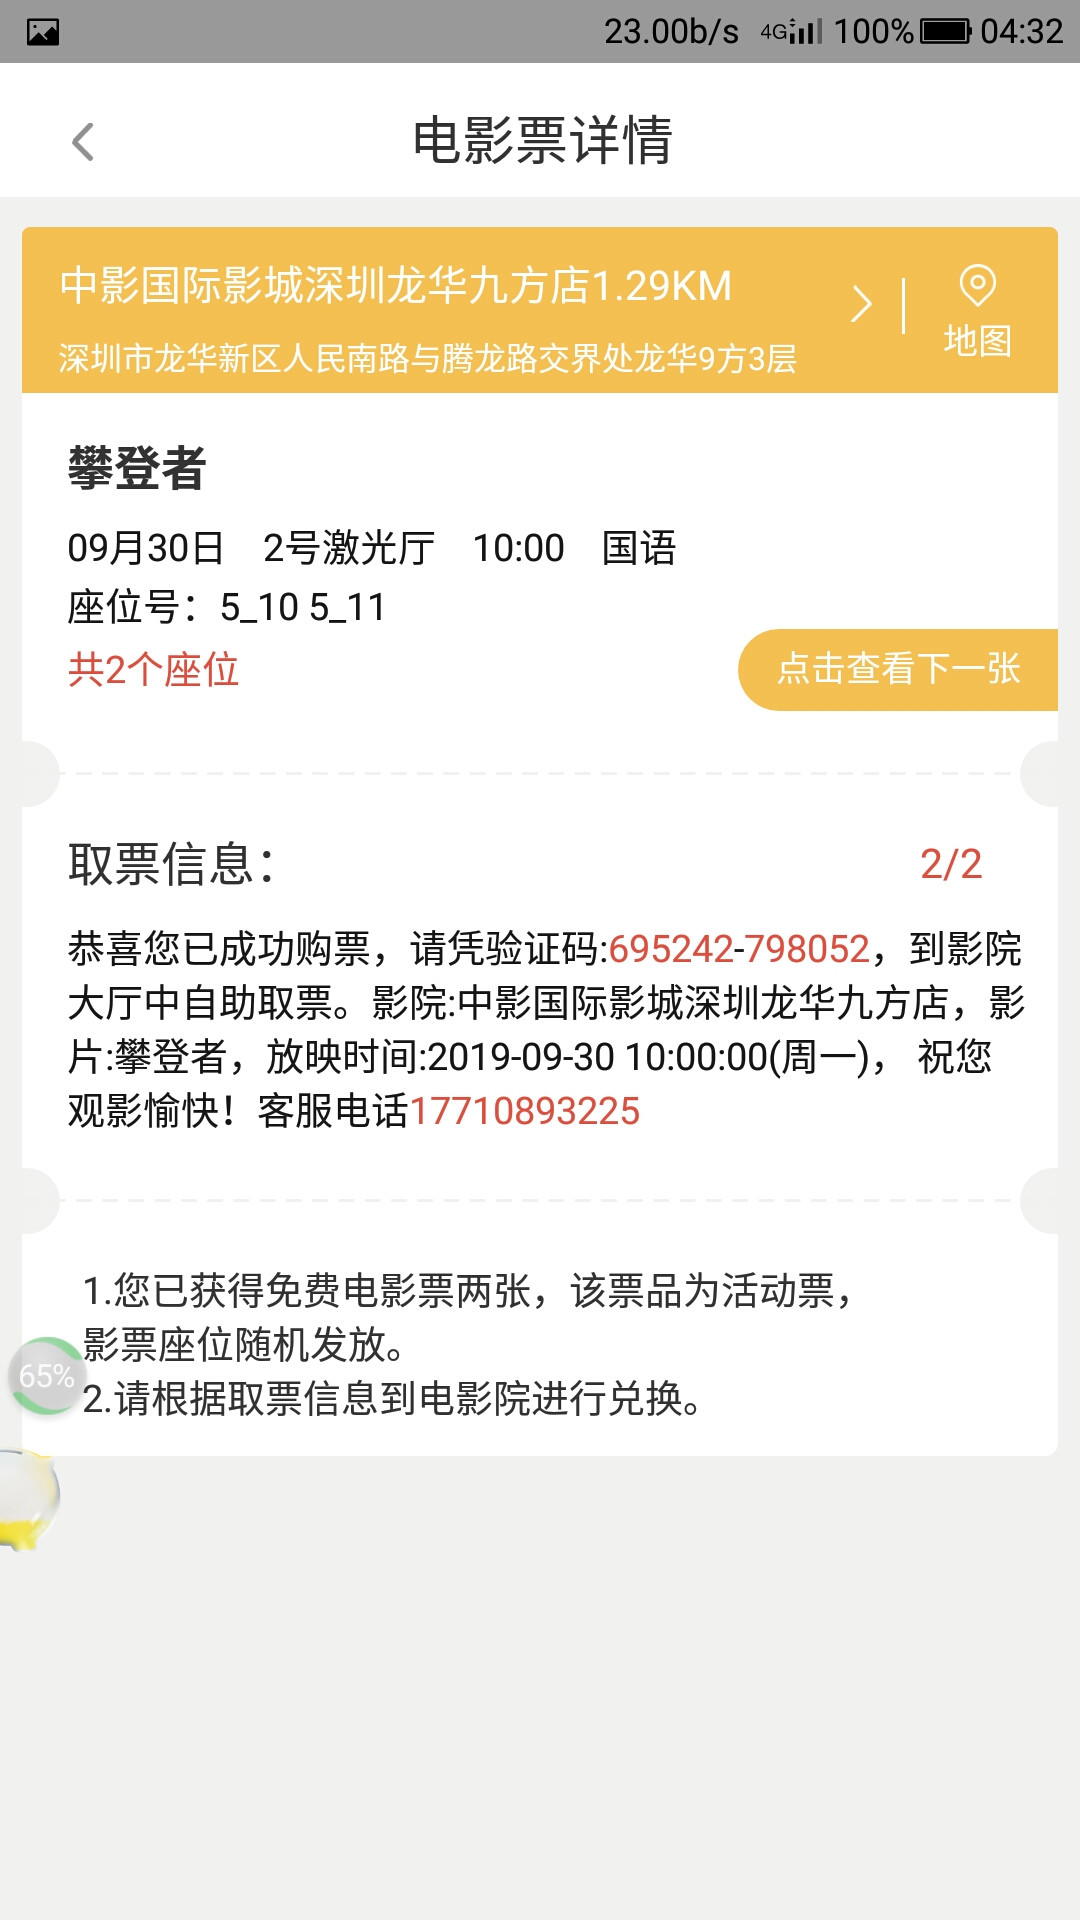 23.00b/s 4G 100% 04:32
电影票详情
中影国际影城深圳龙华九方店1.29KM
深圳市龙华新区人民南路与腾龙路交界处龙华9方3层
地图
攀登者
09月30日 2号激光厅 10:00 国语
座位号：5_10 5_11
共2个座位
点击查看下一张
取票信息：
2/2
恭喜您已成功购票，请凭验证码:695242-798052，到影院
大厅中自助取票。影院:中影国际影城深圳龙华九方店，影
片:攀登者，放映时间:2019-09-30 10:00:00(周一)， 祝您
观影愉快！客服电话17710893225
1.您已获得免费电影票两张，该票品为活动票，
影票座位随机发放。
65%
2.请根据取票信息到电影院进行兑换。